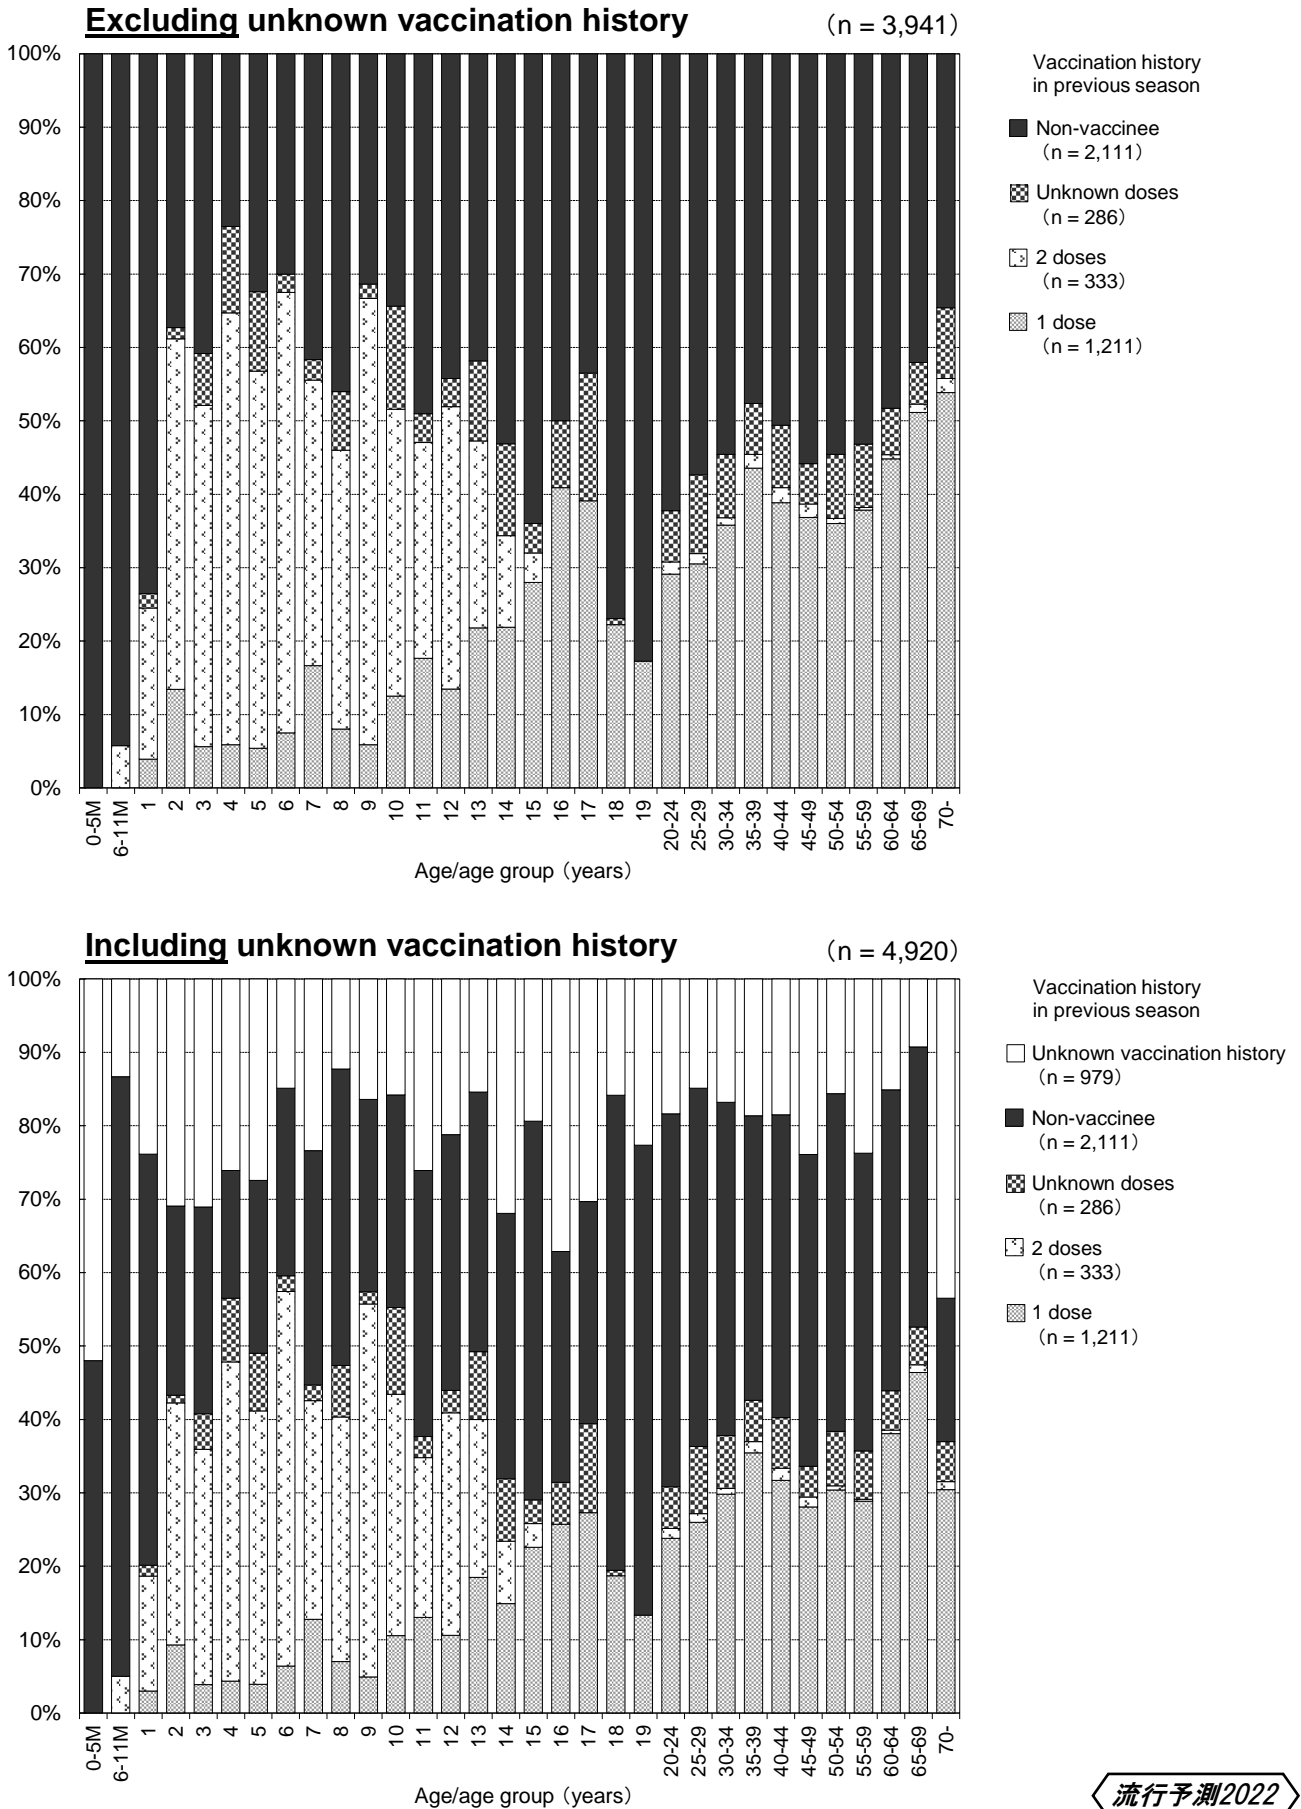 Excluding unknown vaccination history (n = 3,941)
100%
90%
80%
70%
60%
50%
40%
30%
20%
10%
0%
0-5M 6-11M 1 2 3 4 5 6 7 8 9 10 11 12 13 14 15 16 17 18 19 20-24 25-29 30-34 35-39 40-44 45-49 50-54 55-59 60-64 65-69 70-
Age/age group (years)
Vaccination history
in previous season
Non-vaccinee
(n = 2,111)
Unknown doses
(n = 286)
2 doses
(n = 333)
1 dose
(n = 1,211)
Including unknown vaccination history (n = 4,920)
100%
90%
80%
70%
60%
50%
40%
30%
20%
10%
0%
0-5M 6-11M 1 2 3 4 5 6 7 8 9 10 11 12 13 14 15 16 17 18 19 20-24 25-29 30-34 35-39 40-44 45-49 50-54 55-59 60-64 65-69 70-
Age/age group (years)
Vaccination history
in previous season
Unknown vaccination history
(n = 979)
Non-vaccinee
(n = 2,111)
Unknown doses
(n = 286)
2 doses
(n = 333)
1 dose
(n = 1,211)
流行予測2022